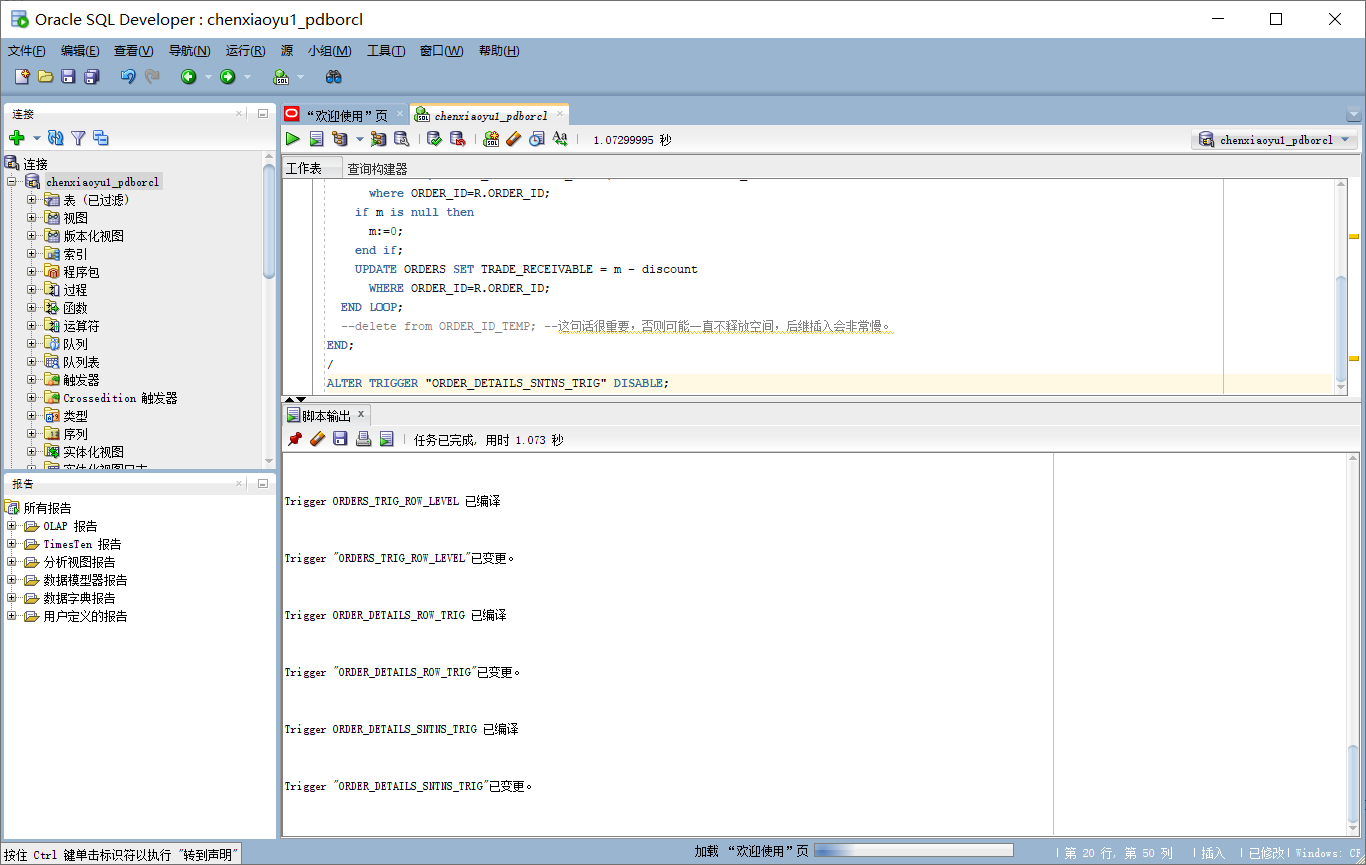 Oracle SQL Developer : chenxiaoyu1_pdborcl
文件(F) 编辑(E) 查看(V) 导航(N) 运行(R) 源 小组(M) 工具(T) 窗口(W) 帮助(H)
连接
连接
chenxiaoyu1_pdborcl
表 (已过滤)
视图
版本化视图
索引
程序包
过程
函数
运算符
队列
队列表
触发器
Crossedition 触发器
类型
序列
实体化视图
实体化视图日志
报告
所有报告
OLAP 报告
TimesTen 报告
分析视图报告
数据模型器报告
数据字典报告
用户定义的报告
“欢迎使用”页 chenxiaoyu1_pdborcl
1.07299995 秒 chenxiaoyu1_pdborcl
工作表 查询构建器
where ORDER_ID=R.ORDER_ID;
if m is null then
m:=0;
end if;
UPDATE ORDERS SET TRADE_RECEIVABLE = m - discount
WHERE ORDER_ID=R.ORDER_ID;
END LOOP;
--delete from ORDER_ID_TEMP; --这句话很重要，否则可能一直不释放空间，后继插入会非常慢。
END;
/
ALTER TRIGGER "ORDER_DETAILS_SNTNS_TRIG" DISABLE;
脚本输出 x
任务已完成, 用时 1.073 秒
Trigger ORDERS_TRIG_ROW_LEVEL 已编译
Trigger "ORDERS_TRIG_ROW_LEVEL"已变更。
Trigger ORDER_DETAILS_ROW_TRIG 已编译
Trigger "ORDER_DETAILS_ROW_TRIG"已变更。
Trigger ORDER_DETAILS_SNTNS_TRIG 已编译
Trigger "ORDER_DETAILS_SNTNS_TRIG"已变更。
按住 Ctrl 键单击标识符以执行 "转到声明" 加载 “欢迎使用”页 | 第 20 行, 第 50 列 | 插入 | 已修改| Windows: CR